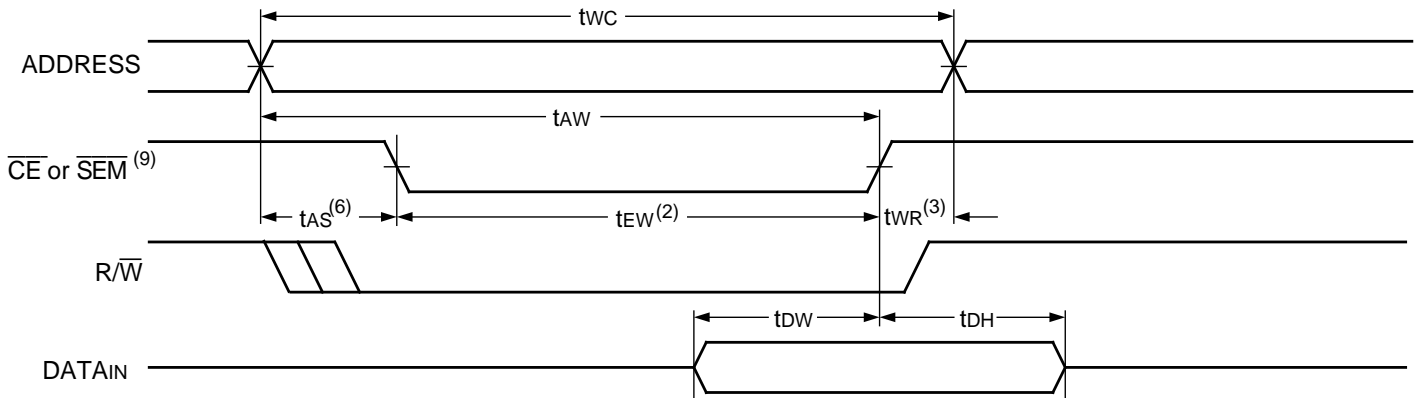 tWC
ADDRESS
tAW
CE or SEM (9)
tAS(6)
tEW(2)
tWR(3)
R/W
tDW
tDH
DATAIN